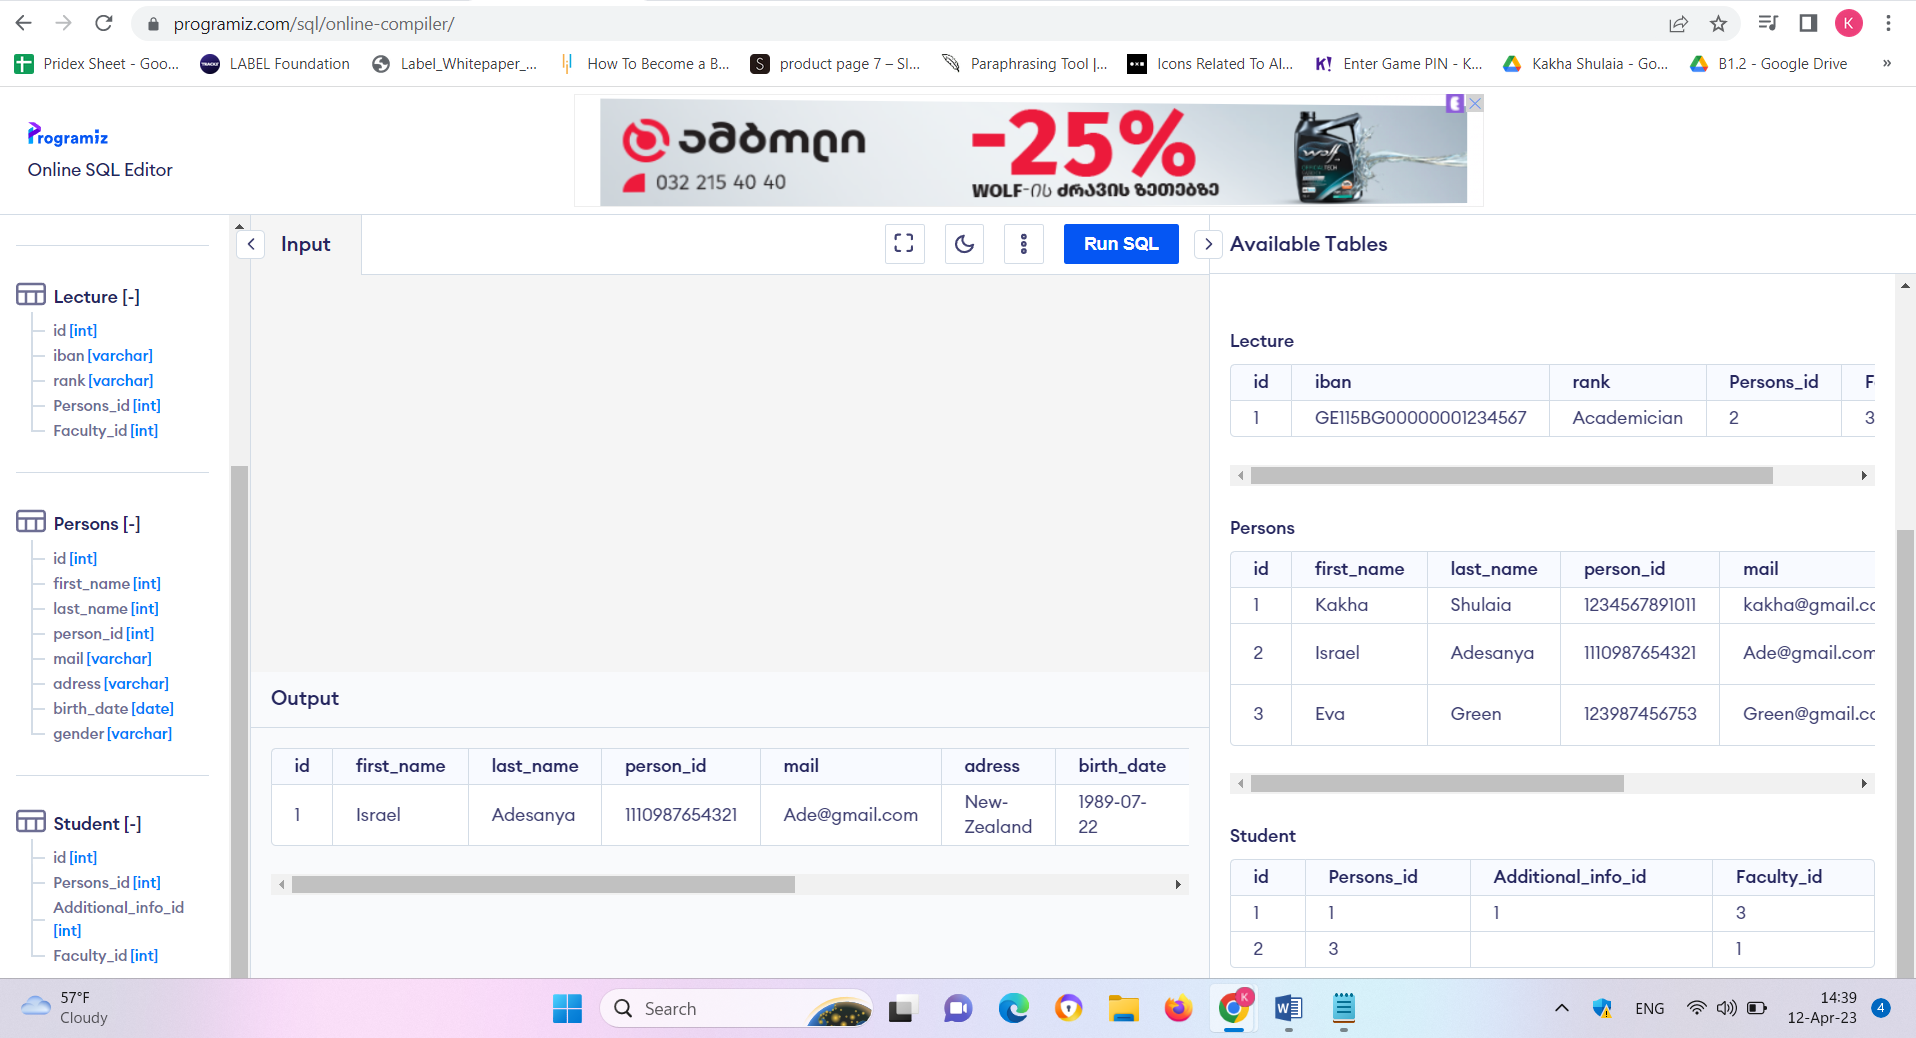 programiz.com/sql/online-compiler/
K
Pridex Sheet - Goo...
LABEL Foundation
Label_Whitepaper_...
How To Become a B...
S
product page 7 – Sl...
Paraphrasing Tool |...
Icons Related To Al...
K!
Enter Game PIN - K...
Kakha Shulaia - Go...
B1.2 - Google Drive
»
Programiz
Online SQL Editor
ამბოლი
032 215 40 40
-25%
WOLF-ის ძრავის ზეთებზე
wolf
Input
Run SQL
Available Tables
Lecture [-]
id [int]
iban [varchar]
rank [varchar]
Persons_id [int]
Faculty_id [int]
Persons [-]
id [int]
first_name [int]
last_name [int]
person_id [int]
mail [varchar]
adress [varchar]
birth_date [date]
gender [varchar]
Student [-]
id [int]
Persons_id [int]
Additional_info_id
[int]
Faculty_id [int]
Output
id first_name last_name person_id mail adress birth_date
1 Israel Adesanya 1110987654321 Ade@gmail.com New-Zealand 1989-07-22
Lecture
id iban rank Persons_id F
1 GE115BG00000001234567 Academician 2 3
Persons
id first_name last_name person_id mail
1 Kakha Shulaia 1234567891011 kakha@gmail.cc
2 Israel Adesanya 1110987654321 Ade@gmail.com
3 Eva Green 123987456753 Green@gmail.cc
Student
id Persons_id Additional_info_id Faculty_id
1 1 1 3
2 3 1
57°F
Cloudy
Search
K
ENG
14:39
12-Apr-23
4